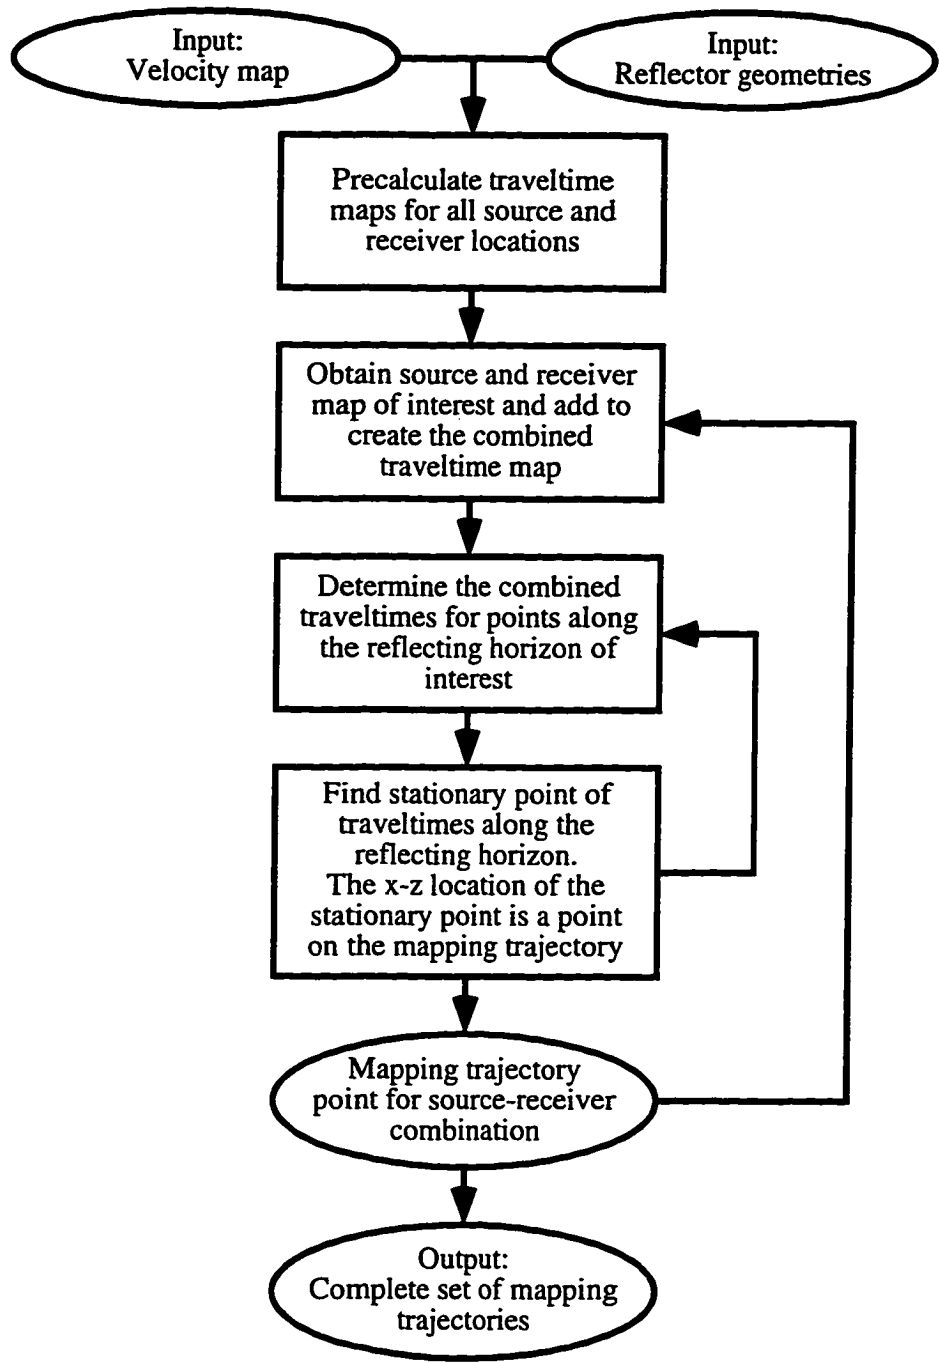 Input:
Velocity map
Input:
Reflector geometries
Precalculate traveltime
maps for all source and
receiver locations
Obtain source and receiver
map of interest and add to
create the combined
traveltime map
Determine the combined
traveltimes for points along
the reflecting horizon of
interest
Find stationary point of
traveltimes along the
reflecting horizon.
The x-z location of the
stationary point is a point
on the mapping trajectory
Mapping trajectory
point for source-receiver
combination
Output:
Complete set of mapping
trajectories